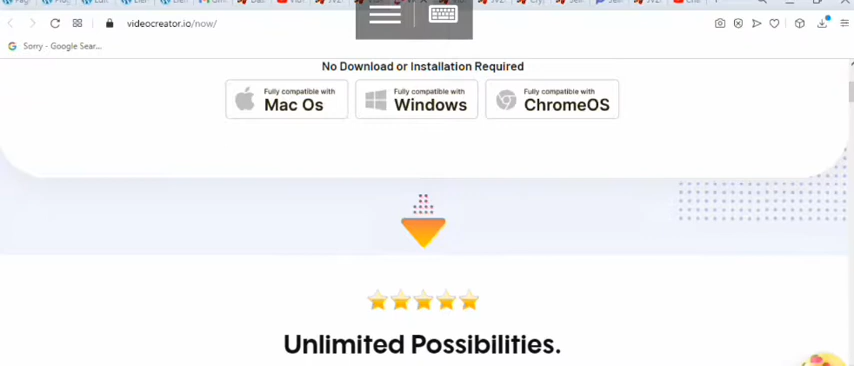 videocreator.io/now/
Sorry - Google Sear...
No Download or Installation Required
Fully compatible with
Mac Os
Fully compatible with
Windows
Fully compatible with
ChromeOS
Unlimited Possibilities.